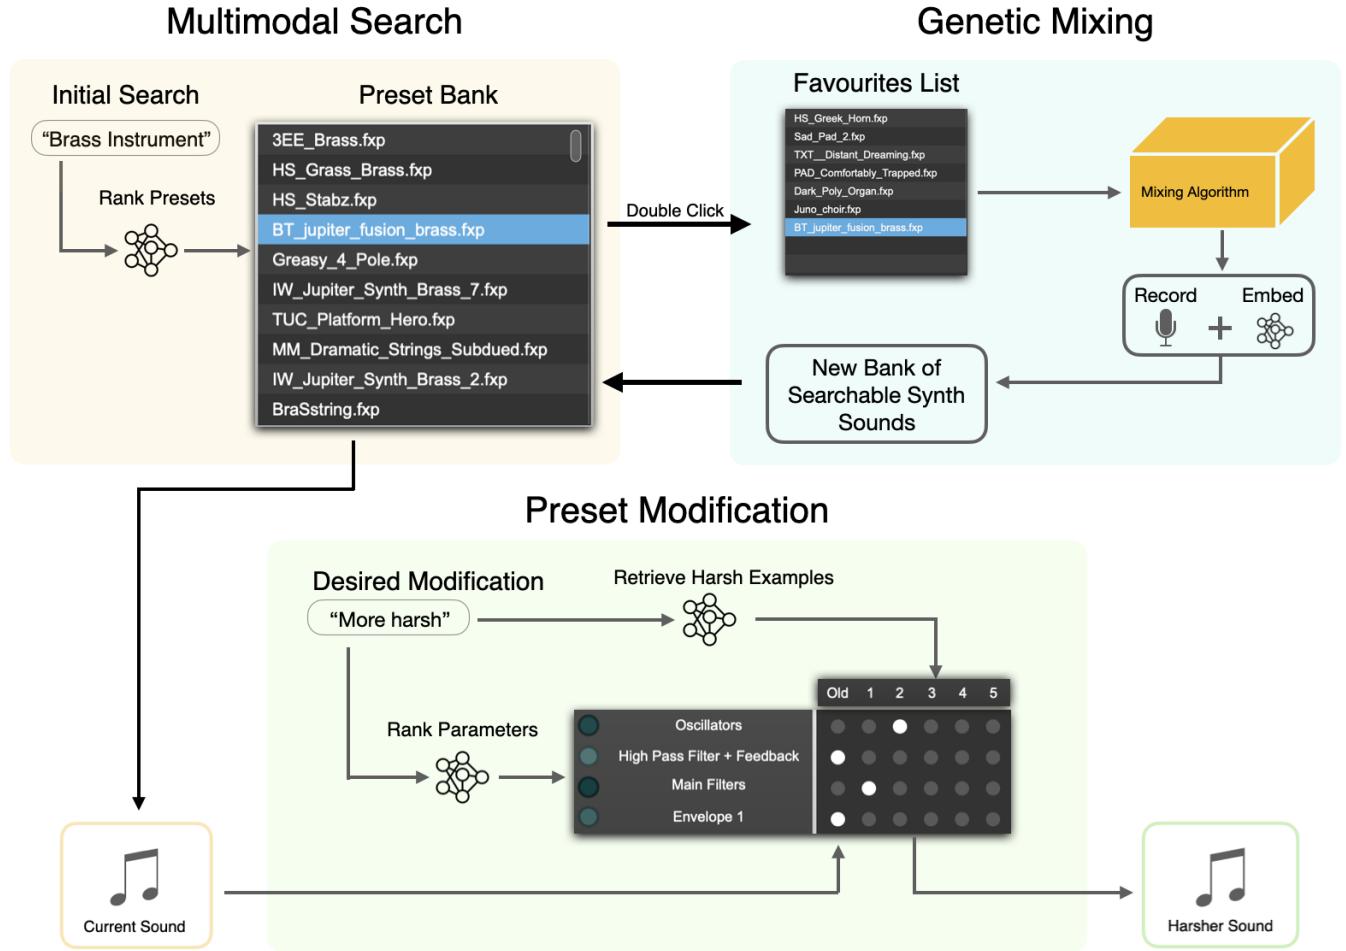 Multimodal Search
Genetic Mixing
Initial Search
Preset Bank
“Brass Instrument”
Rank Presets
3EE_Brass.fxp
HS_Grass_Brass.fxp
HS_Stabz.fxp
BT_jupiter_fusion_brass.fxp
Greasy_4_Pole.fxp
IW_Jupiter_Synth_Brass_7.fxp
TUC_Platform_Hero.fxp
MM_Dramatic_Strings_Subdued.fxp
IW_Jupiter_Synth_Brass_2.fxp
BraSstring.fxp
Double Click
Favourites List
HS_Greek_Horn.fxp
Sad_Pad_2.fxp
TXT__Distant_Dreaming.fxp
PAD_Comfortably_Trapped.fxp
Dark_Poly_Organ.fxp
Juno_choir.fxp
BT_jupiter_fusion_brass.fxp
Mixing Algorithm
Record + Embed
New Bank of
Searchable Synth
Sounds
Preset Modification
Desired Modification
“More harsh”
Retrieve Harsh Examples
Rank Parameters
Old 1 2 3 4 5
Oscillators
High Pass Filter + Feedback
Main Filters
Envelope 1
Current Sound
Harsher Sound